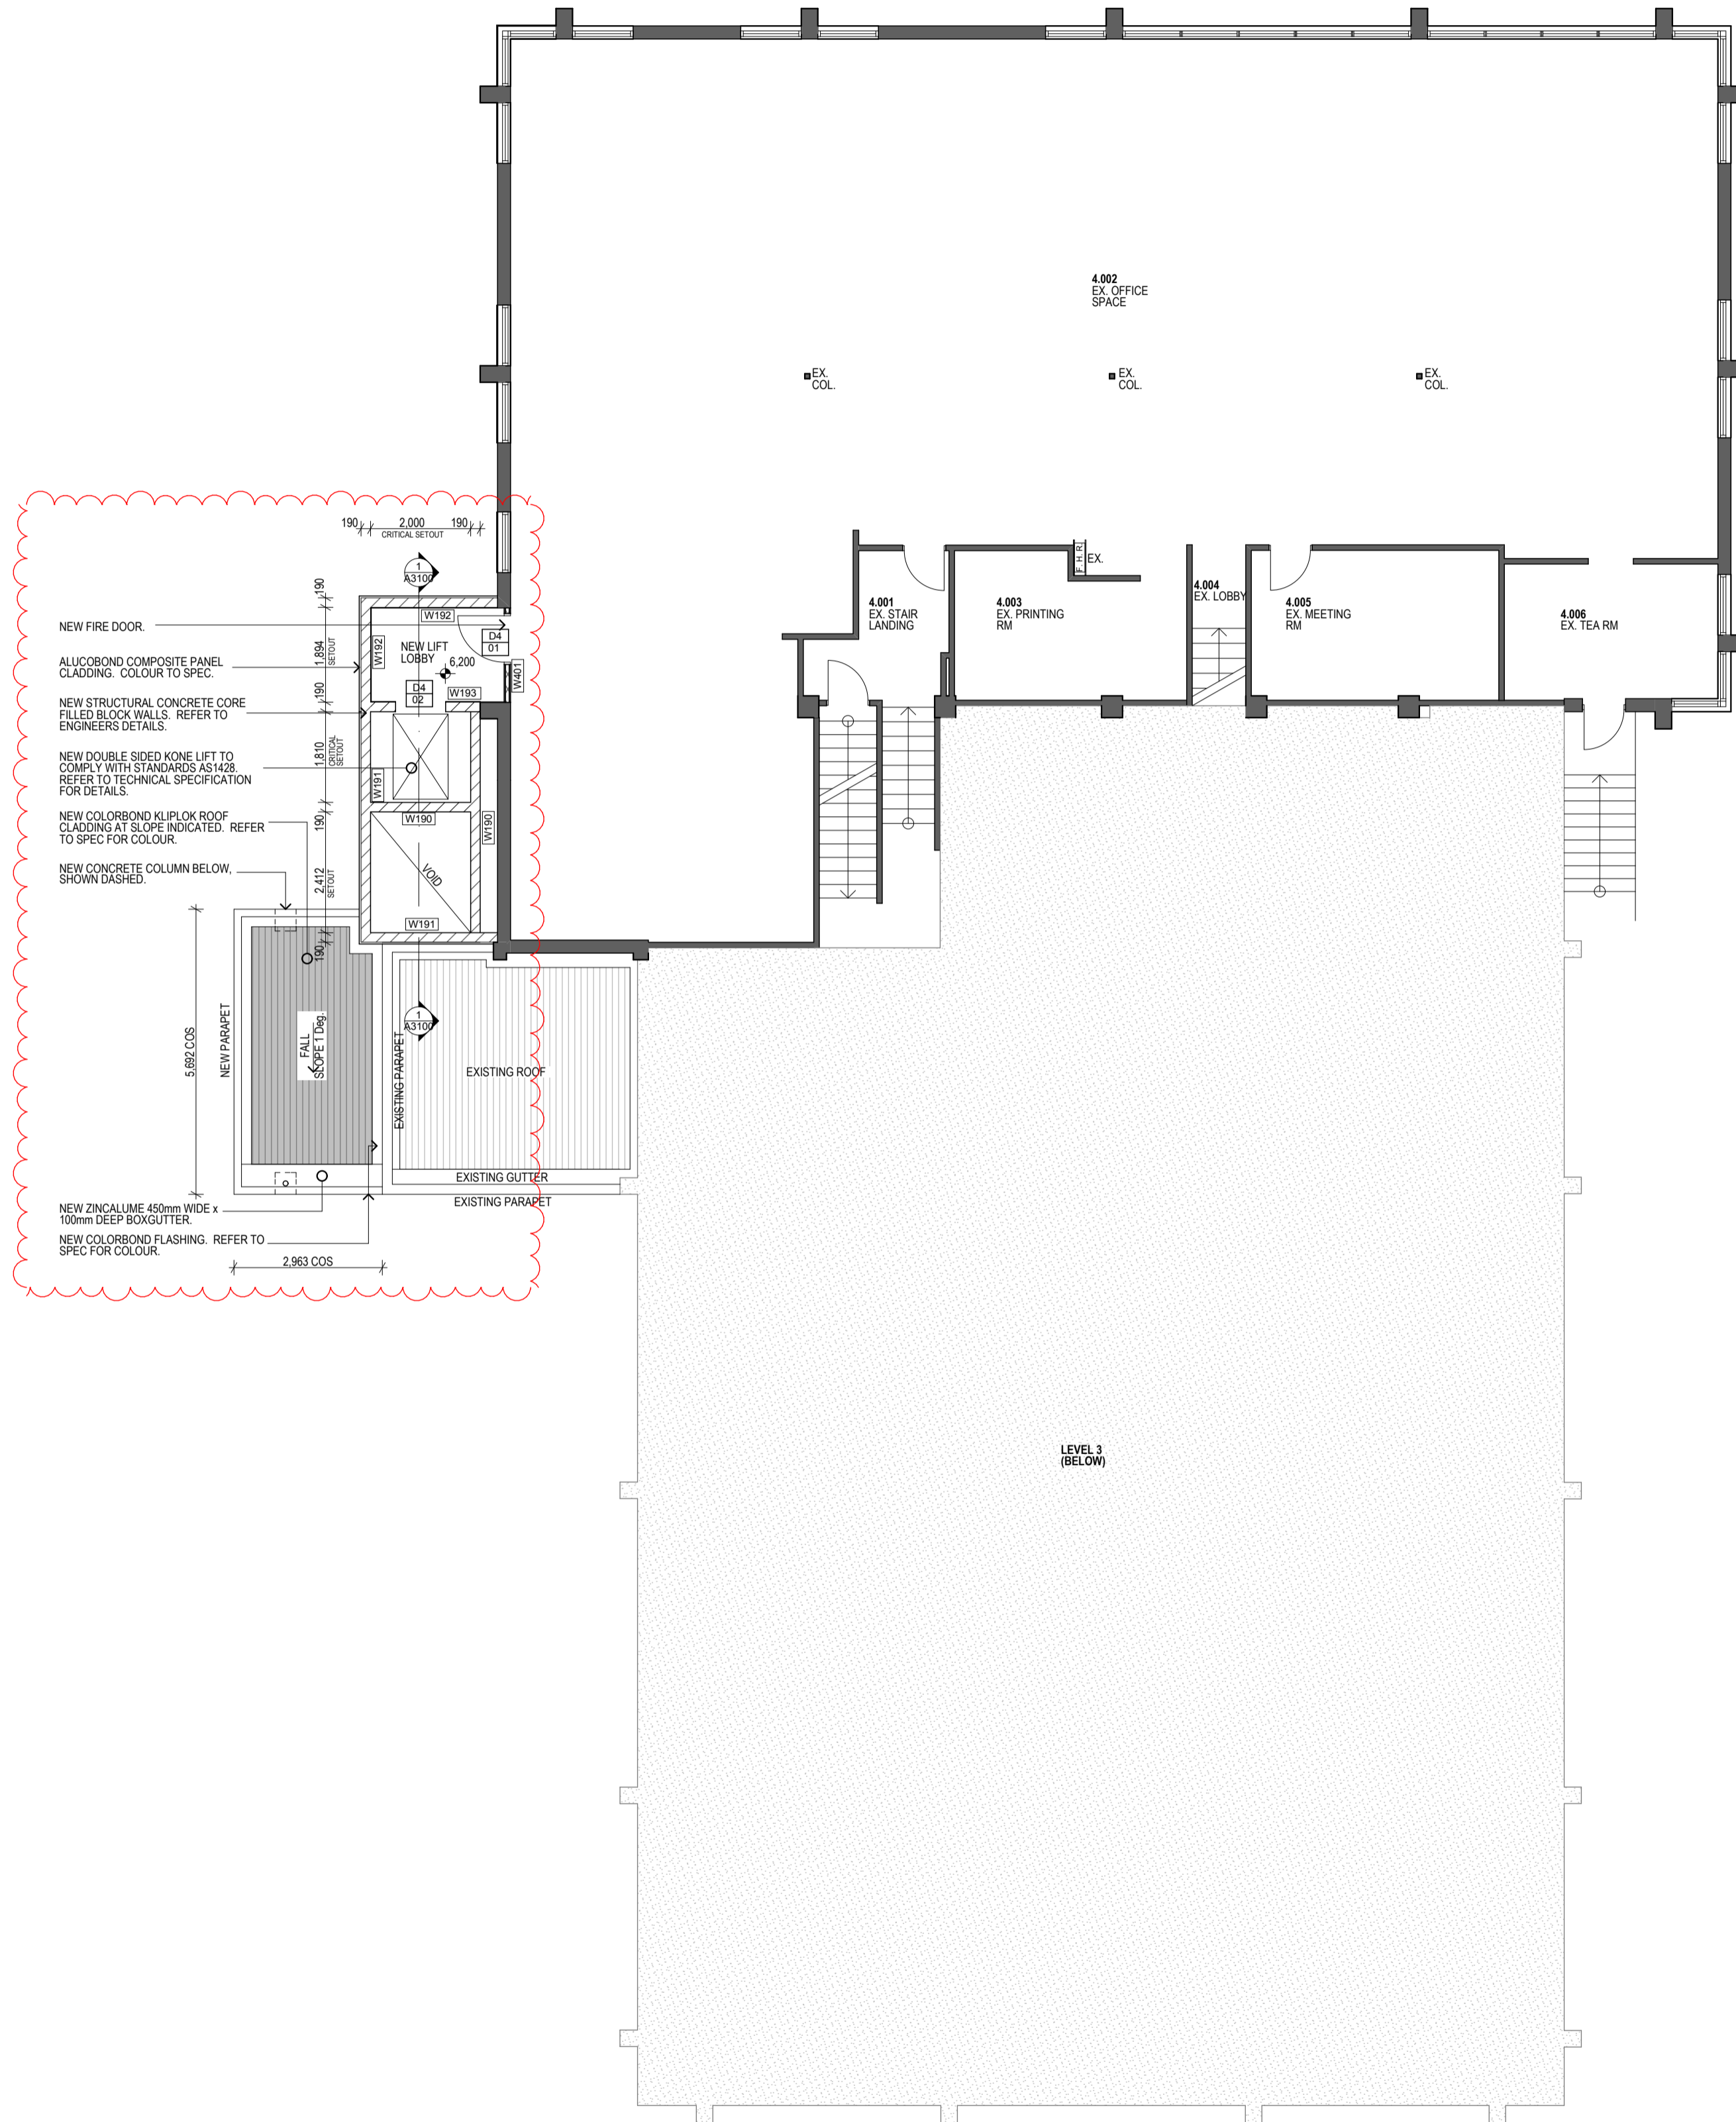 4.002
EX. OFFICE
SPACE
EX.
COL.
EX.
COL.
EX.
COL.
190
2,000
190
CRITICAL SETOUT
1
A3100
190
NEW FIRE DOOR.
W192
D4
01
1,894
SETOUT
W192
NEW LIFT
LOBBY
6,200
W401
ALUCOBOND COMPOSITE PANEL
CLADDING. COLOUR TO SPEC.
190
D4
02
W193
NEW STRUCTURAL CONCRETE CORE
FILLED BLOCK WALLS. REFER TO
ENGINEERS DETAILS.
1,810
CRITICAL
SETOUT
NEW DOUBLE SIDED KONE LIFT TO
COMPLY WITH STANDARDS AS1428.
REFER TO TECHNICAL SPECIFICATION
FOR DETAILS.
W191
190
W190
W190
NEW COLORBOND KLIPLOK ROOF
CLADDING AT SLOPE INDICATED. REFER
TO SPEC FOR COLOUR.
NEW CONCRETE COLUMN BELOW,
SHOWN DASHED.
2,412
SETOUT
VOID
W191
190
F. H. R.
EX.
4.001
EX. STAIR
LANDING
4.003
EX. PRINTING
RM
4.004
EX. LOBBY
4.005
EX. MEETING
RM
4.006
EX. TEA RM
5,692 COS
NEW PARAPET
FALL
SLOPE 1 Deg.
1
A3100
EXISTING PARAPET
EXISTING ROOF
EXISTING GUTTER
EXISTING PARAPET
NEW ZINCALUME 450mm WIDE x
100mm DEEP BOXGUTTER.
NEW COLORBOND FLASHING. REFER TO
SPEC FOR COLOUR.
2,963 COS
LEVEL 3
(BELOW)